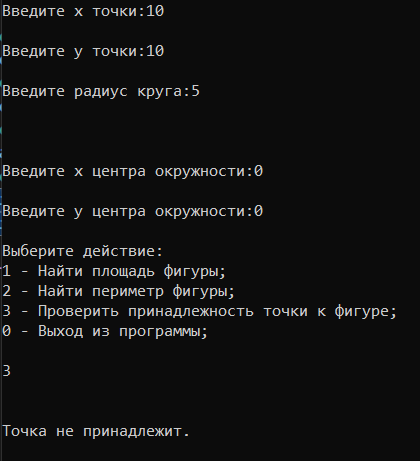 Введите x точки:10
Введите y точки:10
Введите радиус круга:5
Введите x центра окружности:0
Введите y центра окружности:0
Выберите действие:
1 - Найти площадь фигуры;
2 - Найти периметр фигуры;
3 - Проверить принадлежность точки к фигуре;
0 - Выход из программы;
3
Точка не принадлежит.